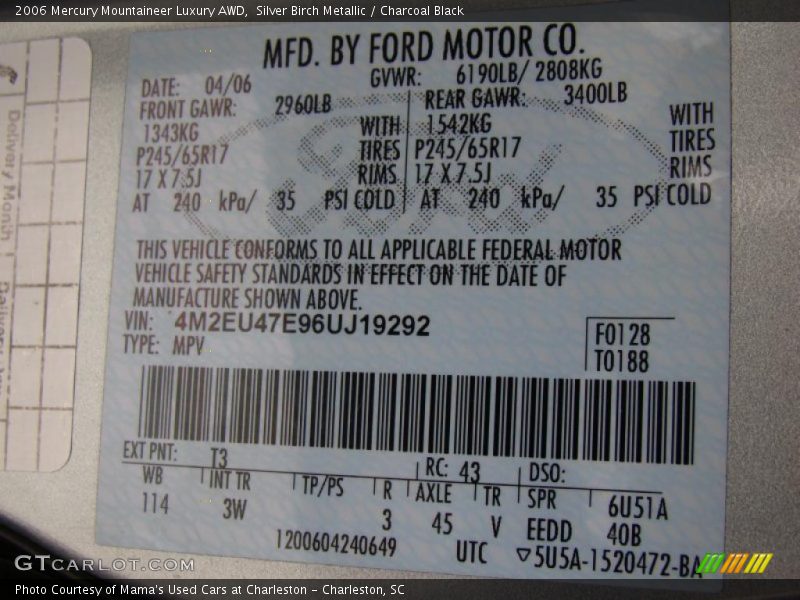 2006 Mercury Mountaineer Luxury AWD,  Silver Birch Metallic / Charcoal Black
MFD. BY FORD MOTOR CO.
DATE: 04/06 GVWR: 6190LB/ 2808KG
FRONT GAWR: 2960LB REAR GAWR: 3400LB
1343KG WITH 1542KG WITH
P245/65R17 TIRES P245/65R17 TIRES
17 X 7.5J RIMS 17 X 7.5J RIMS
AT 240 kPa/ 35 PSI COLD AT 240 kPa/ 35 PSI COLD
Ford
THIS VEHICLE CONFORMS TO ALL APPLICABLE FEDERAL MOTOR
VEHICLE SAFETY STANDARDS IN EFFECT ON THE DATE OF
MANUFACTURE SHOWN ABOVE.
VIN: 4M2EU47E96UJ19292
TYPE: MPV
F0128
T0188
EXT PNT: T3 RC: 43 DSO:
WB INT TR TP/PS R AXLE TR SPR 6U51A
114 3W 3 45 V EEDD 40B
1200604240649 UTC ▽5U5A-1520472-BA
Delivery Month
GTCARLOT.COM
Photo Courtesy of Mama's Used Cars at Charleston - Charleston, SC